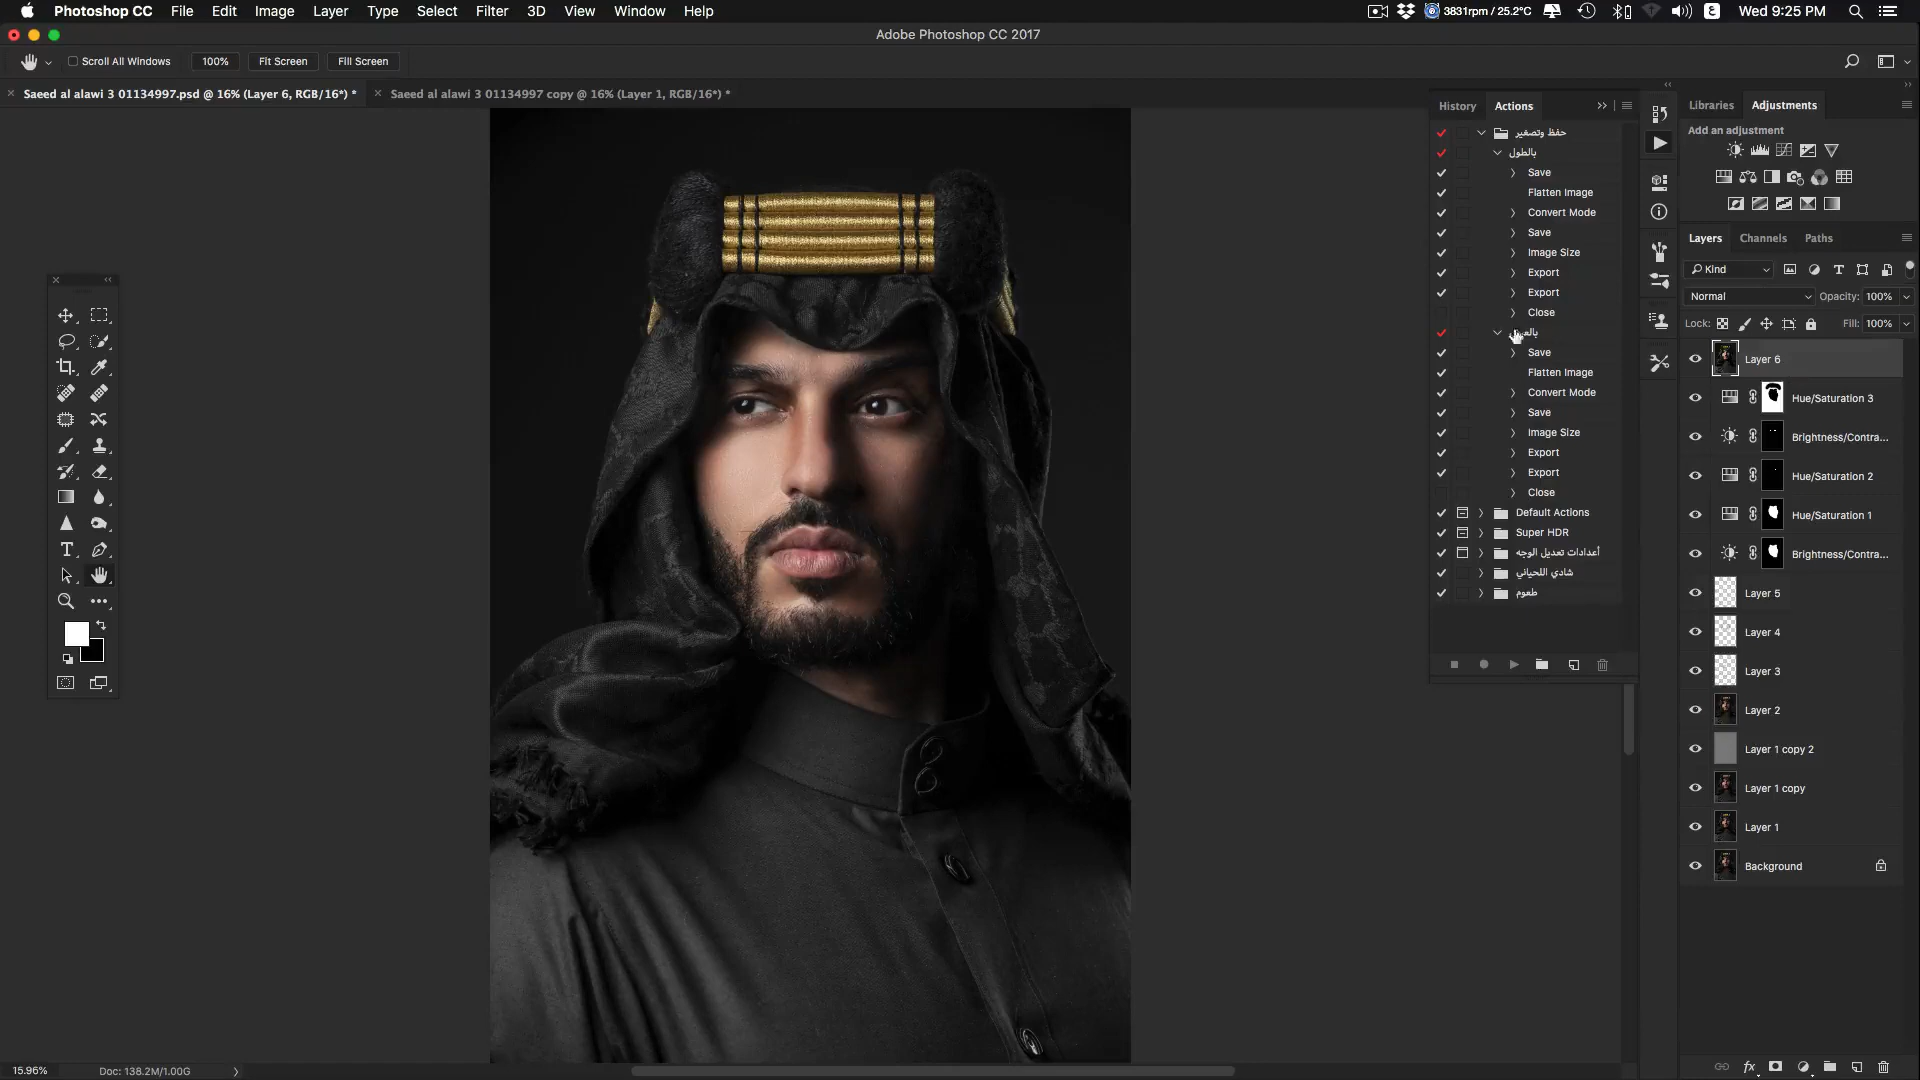 Photoshop CC File Edit Image Layer Type Select Filter 3D View Window Help 3831rpm / 25.2°C ع Wed 9:25 PM
Adobe Photoshop CC 2017
Scroll All Windows 100% Fit Screen Fill Screen
Saeed al alawi 3 01134997.psd @ 16% (Layer 6, RGB/16*) *
Saeed al alawi 3 01134997 copy @ 16% (Layer 1, RGB/16*) *
History Actions
حفظ وتصغير
بالطول
Save
Flatten Image
Convert Mode
Save
Image Size
Export
Export
Close
Save
Flatten Image
Convert Mode
Save
Image Size
Export
Export
Close
Default Actions
Super HDR
أعدادات تعديل الوجه
شادي اللحياني
طعوم
Libraries Adjustments
Add an adjustment
Layers Channels Paths
Kind
Normal Opacity: 100%
Lock: Fill: 100%
Layer 6
Hue/Saturation 3
Brightness/Contra...
Hue/Saturation 2
Hue/Saturation 1
Brightness/Contra...
Layer 5
Layer 4
Layer 3
Layer 2
Layer 1 copy 2
Layer 1 copy
Layer 1
Background
fx
15.96% Doc: 138.2M/1.00G